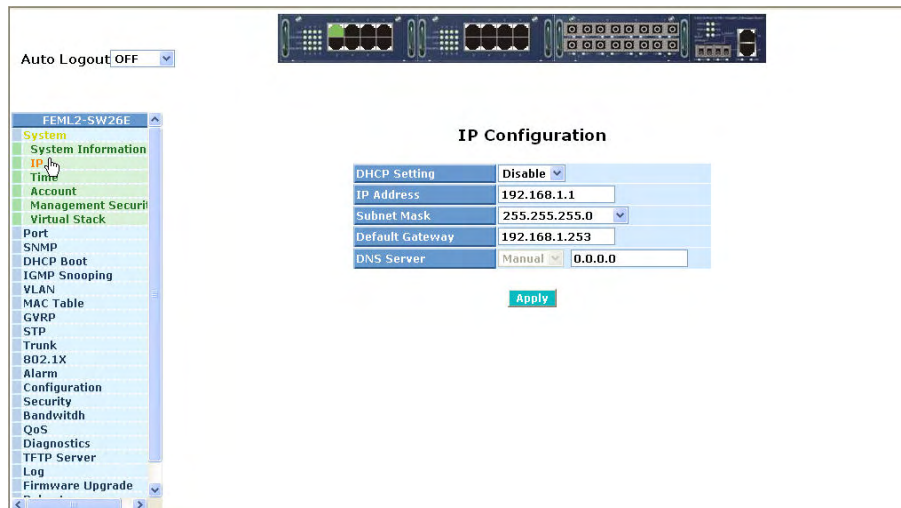 Auto Logout OFF
FEML2-SW26E
System
System Information
IP
Time
Account
Management Securit
Virtual Stack
Port
SNMP
DHCP Boot
IGMP Snooping
VLAN
MAC Table
GVRP
STP
Trunk
802.1X
Alarm
Configuration
Security
Bandwitdh
QoS
Diagnostics
TFTP Server
Log
Firmware Upgrade
IP Configuration
DHCP Setting Disable
IP Address 192.168.1.1
Subnet Mask 255.255.255.0
Default Gateway 192.168.1.253
DNS Server Manual 0.0.0.0
Apply